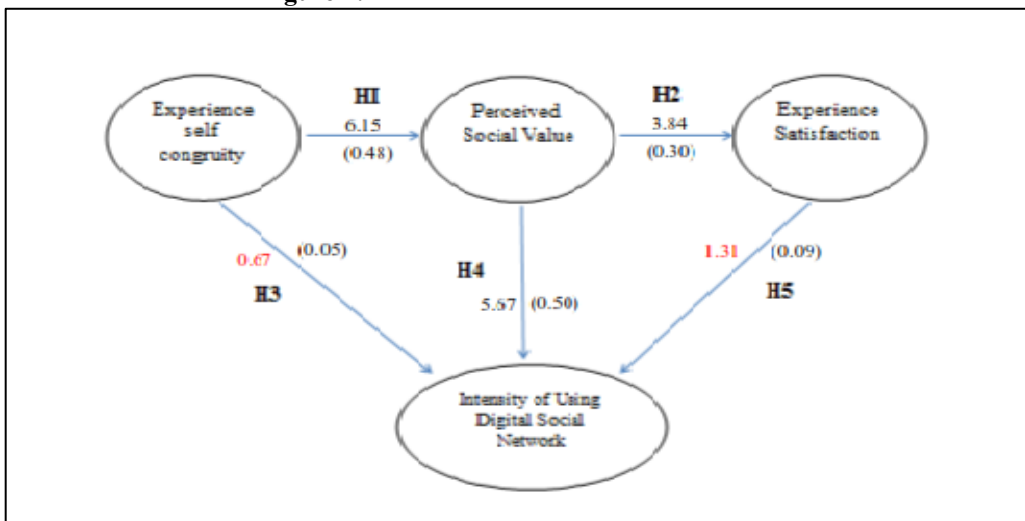 Experience
self
congruity
H1
6.15
(0.48)
Perceived
Social Value
H2
3.84
(0.30)
Experience
Satisfaction
0.67
(0.05)
H3
H4
5.67
(0.50)
1.31
(0.09)
H5
Intensity of Using
Digital Social
Network